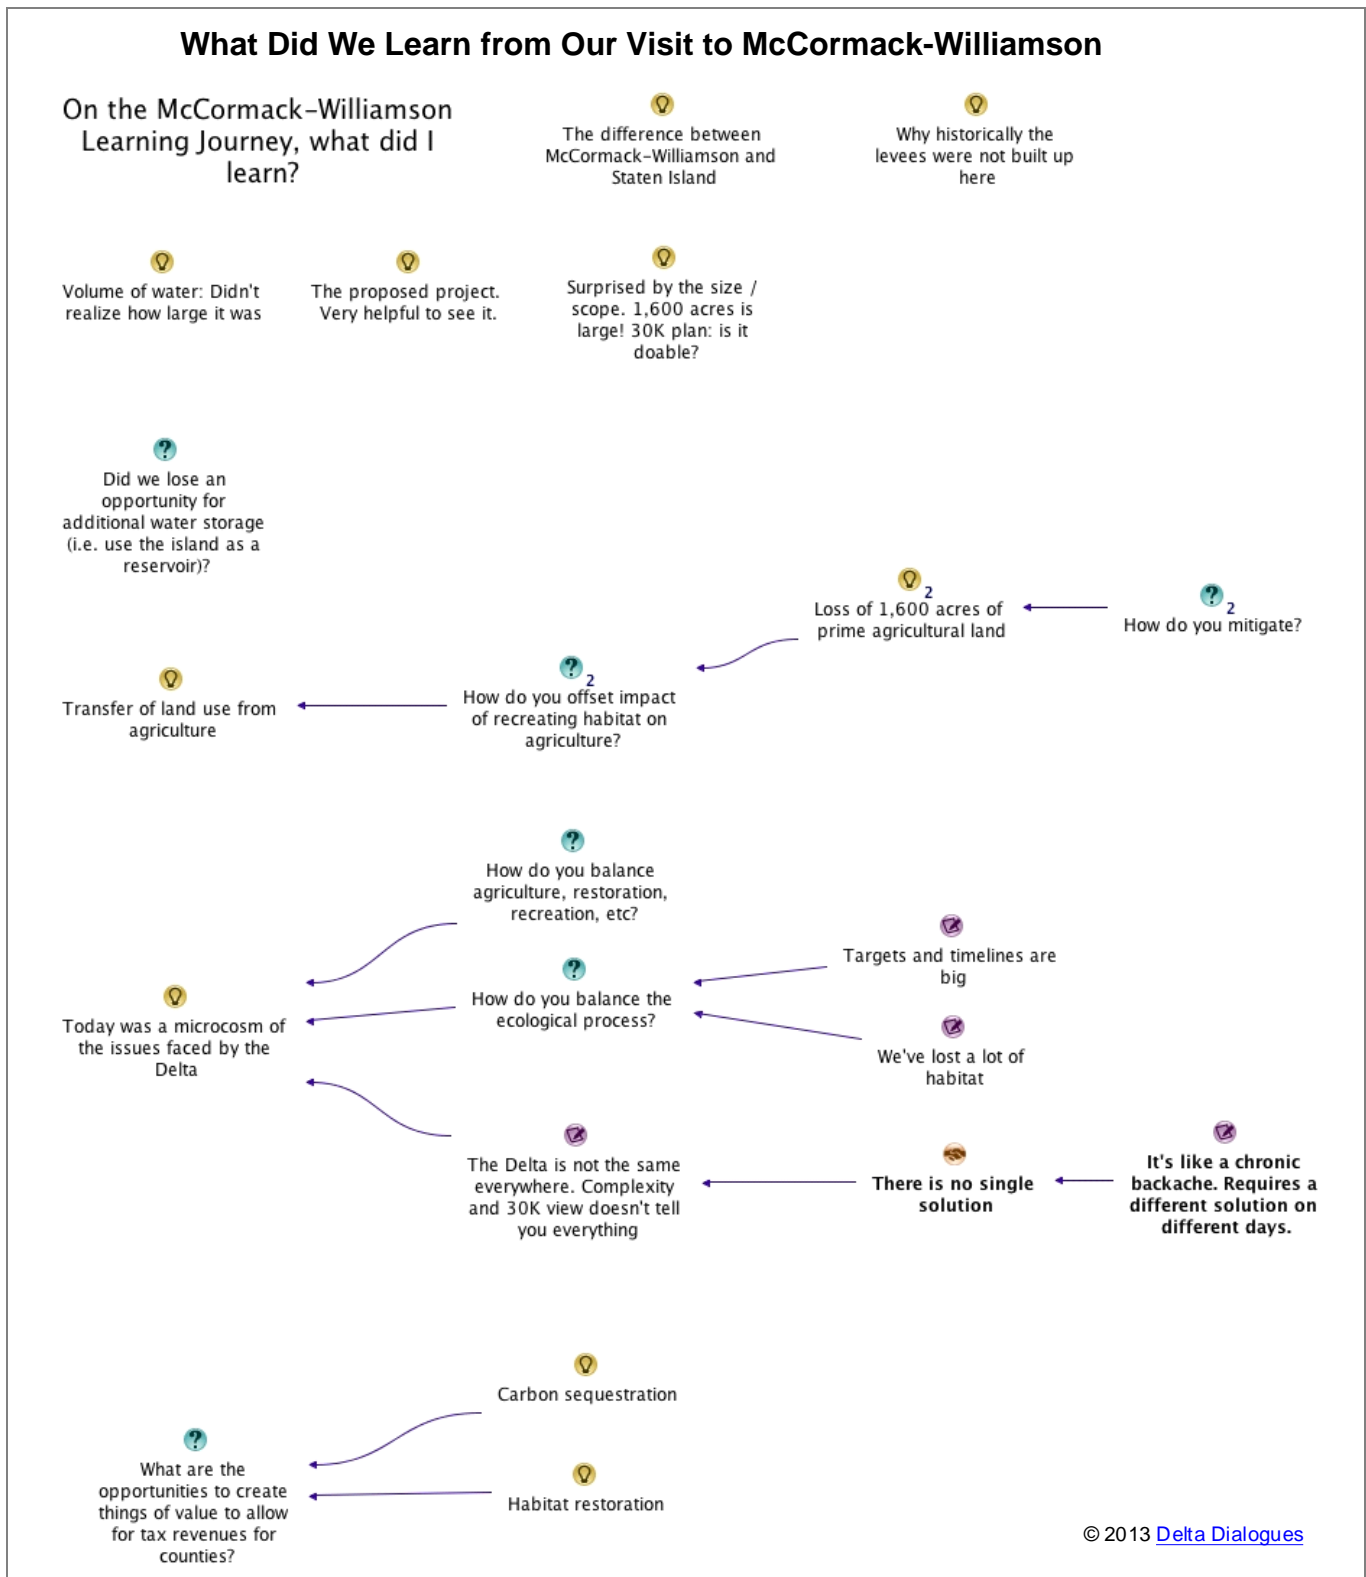 What Did We Learn from Our Visit to McCormack-Williamson
On the McCormack-Williamson
Learning Journey, what did I
learn?
The difference between
McCormack-Williamson and
Staten Island
Why historically the
levees were not built up
here
Volume of water: Didn't
realize how large it was
The proposed project.
Very helpful to see it.
Surprised by the size /
scope. 1,600 acres is
large! 30K plan: is it
doable?
?
Did we lose an
opportunity for
additional water storage
(i.e. use the island as a
reservoir)?
2
Loss of 1,600 acres of
prime agricultural land
?
2
How do you mitigate?
?
2
How do you offset impact
of recreating habitat on
agriculture?
Transfer of land use from
agriculture
?
How do you balance
agriculture, restoration,
recreation, etc?
?
How do you balance the
ecological process?
Targets and timelines are
big
We've lost a lot of
habitat
Today was a microcosm of
the issues faced by the
Delta
The Delta is not the same
everywhere. Complexity
and 30K view doesn't tell
you everything
There is no single
solution
It's like a chronic
backache. Requires a
different solution on
different days.
Carbon sequestration
?
What are the
opportunities to create
things of value to allow
for tax revenues for
counties?
Habitat restoration
© 2013 Delta Dialogues